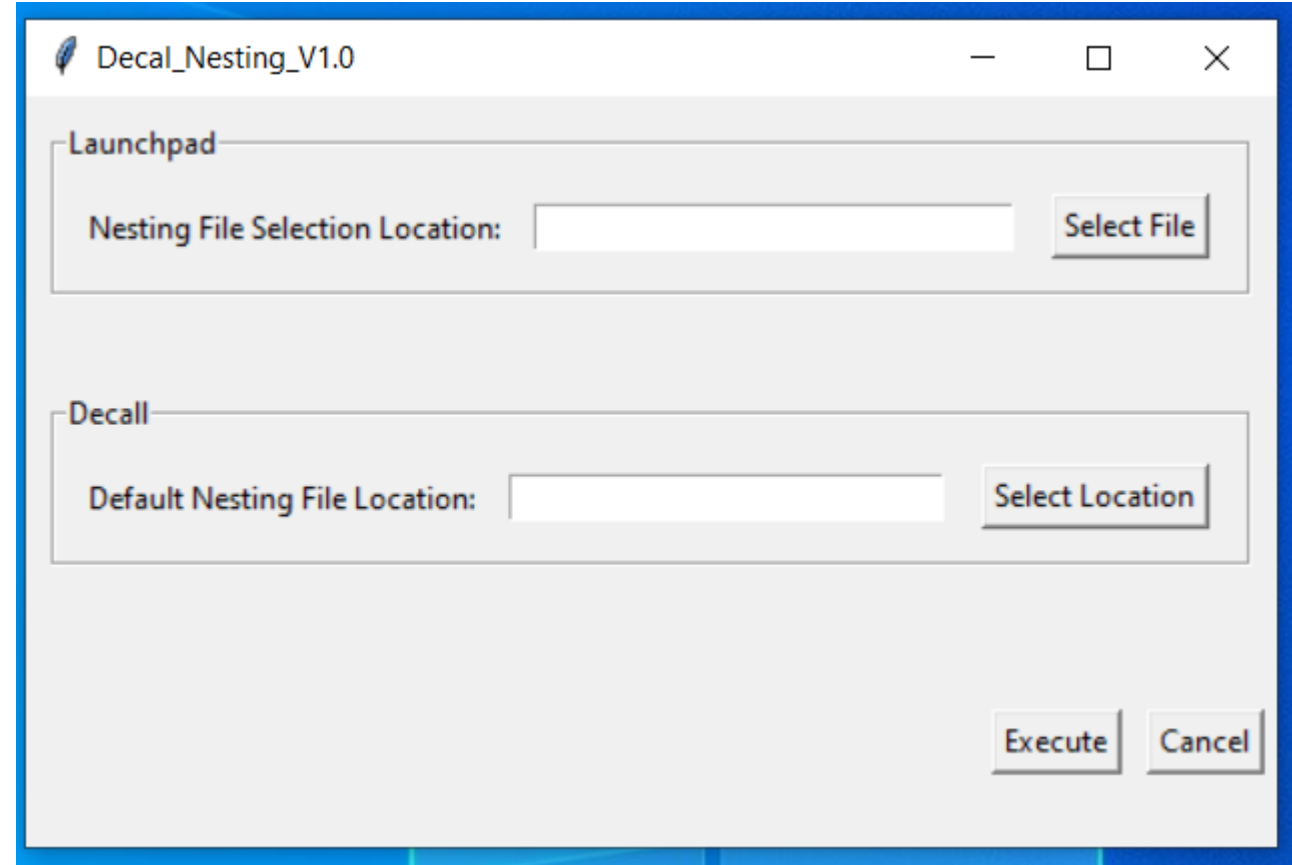 Decal_Nesting_V1.0
Launchpad
Nesting File Selection Location: Select File
Decall
Default Nesting File Location: Select Location
Execute Cancel